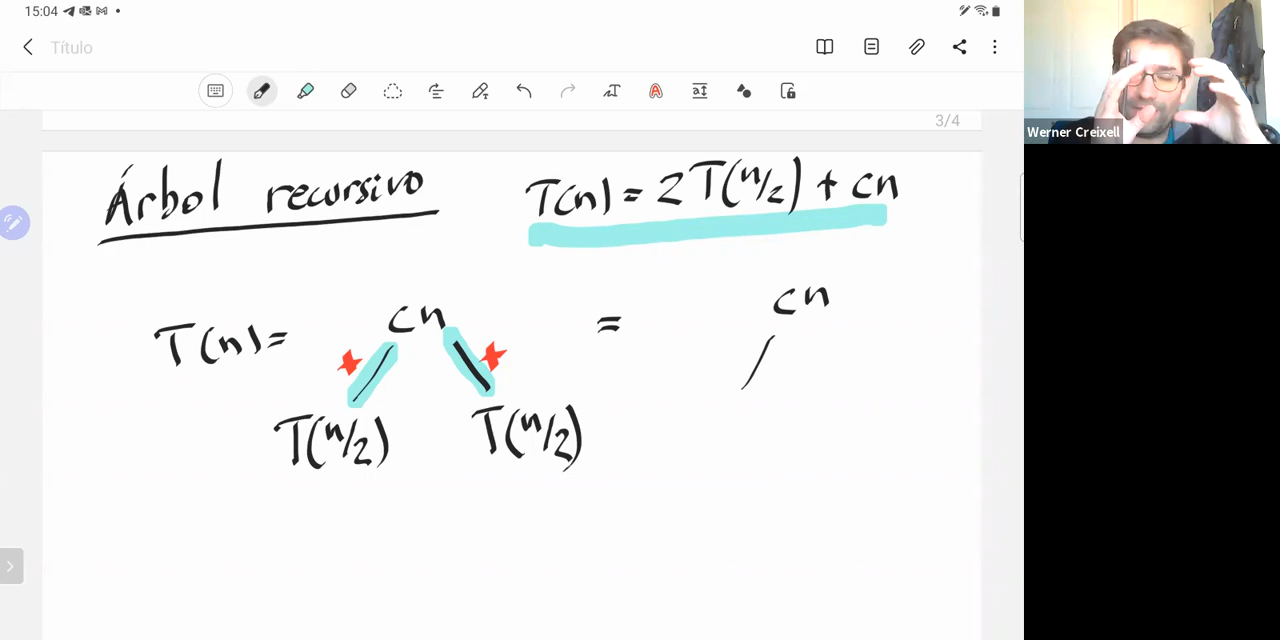 15:04
Título
3/4
Werner Creixell
Árbol recursivo T(n) = 2T(n/2) + cn
T(n) = cn = cn
T(n/2) T(n/2)